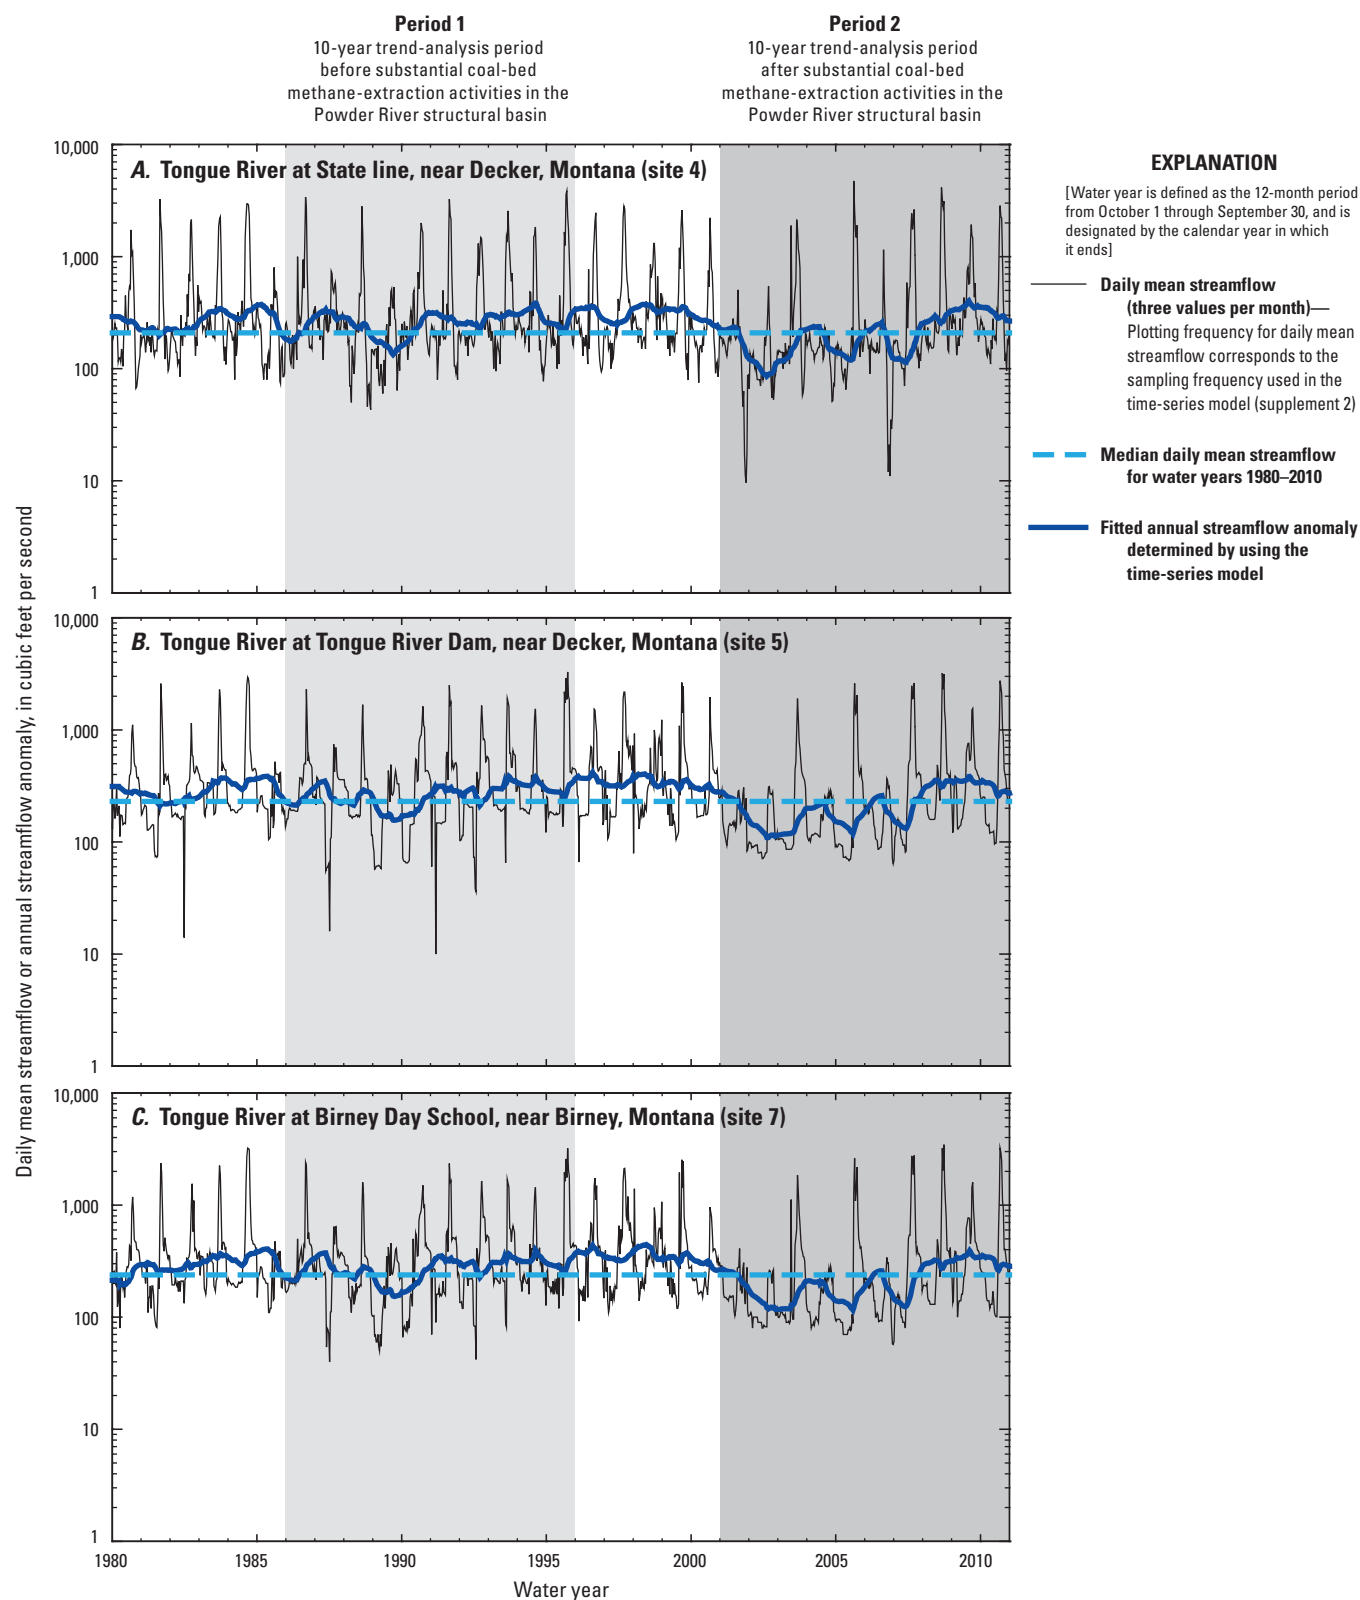 Period 1
10-year trend-analysis period
before substantial coal-bed
methane-extraction activities in the
Powder River structural basin
Period 2
10-year trend-analysis period
after substantial coal-bed
methane-extraction activities in the
Powder River structural basin
A. Tongue River at State line, near Decker, Montana (site 4)
10,000
1,000
100
10
1
B. Tongue River at Tongue River Dam, near Decker, Montana (site 5)
10,000
1,000
100
10
1
C. Tongue River at Birney Day School, near Birney, Montana (site 7)
10,000
1,000
100
10
1
1980 1985 1990 1995 2000 2005 2010
Water year
Daily mean streamflow or annual streamflow anomaly, in cubic feet per second
EXPLANATION
[Water year is defined as the 12-month period
from October 1 through September 30, and is
designated by the calendar year in which
it ends]
Daily mean streamflow
(three values per month)—
Plotting frequency for daily mean
streamflow corresponds to the
sampling frequency used in the
time-series model (supplement 2)
Median daily mean streamflow
for water years 1980–2010
Fitted annual streamflow anomaly
determined by using the
time-series model